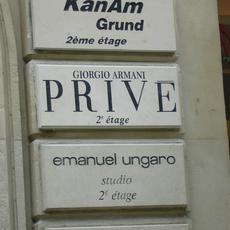 KanAm
Grund
2ème étage
GIORGIO ARMANI
PRIVE
2e étage
emanuel ungaro
studio
2e étage